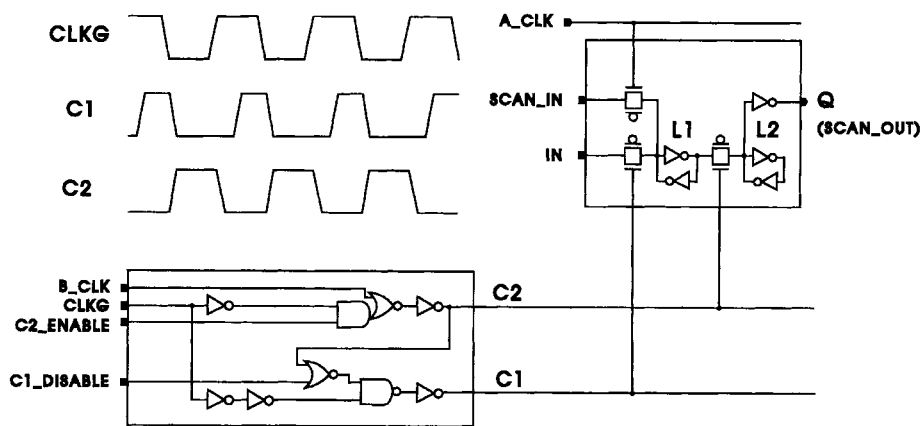 CLKG
C1
C2
A_CLK
SCAN_IN
IN
L1
L2
Q
(SCAN_OUT)
B_CLK
CLKG
C2_ENABLE
C1_DISABLE
C2
C1